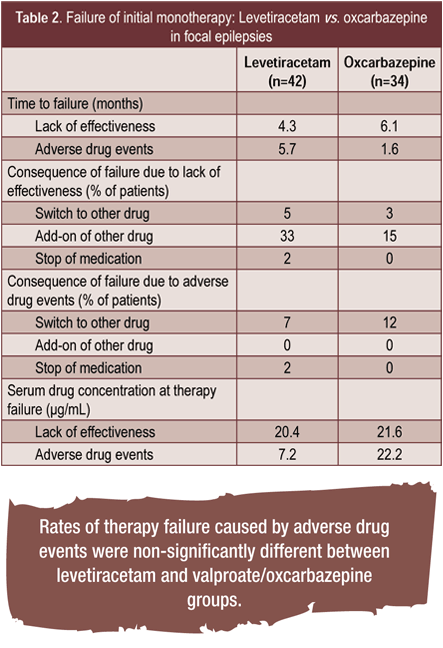 Table 2. Failure of initial monotherapy: Levetiracetam vs. oxcarbazepine
in focal epilepsies
Levetiracetam Oxcarbazepine
(n=42) (n=34)
Time to failure (months)
Lack of effectiveness 4.3 6.1
Adverse drug events 5.7 1.6
Consequence of failure due to lack of
effectiveness (% of patients)
Switch to other drug 5 3
Add-on of other drug 33 15
Stop of medication 2 0
Consequence of failure due to adverse
drug events (% of patients)
Switch to other drug 7 12
Add-on of other drug 0 0
Stop of medication 2 0
Serum drug concentration at therapy
failure (µg/mL)
Lack of effectiveness 20.4 21.6
Adverse drug events 7.2 22.2
Rates of therapy failure caused by adverse drug
events were non-significantly different between
levetiracetam and valproate/oxcarbazepine
groups.